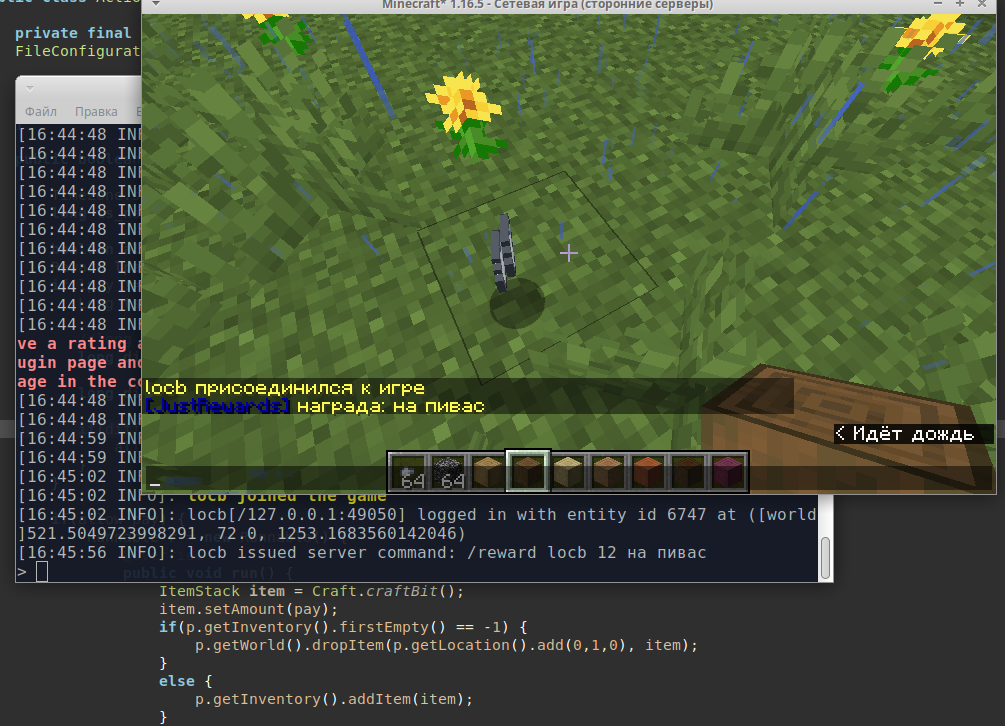 Minecraft* 1.16.5 - Сетевая игра (сторонние серверы)
private final
FileConfigurat
Файл Правка
[16:44:48 INF
[16:44:48 INF
[16:44:48 INF
[16:44:48 INF
[16:44:48 INF
[16:44:48 INF
[16:44:48 INF
[16:44:48 INF
[16:44:48 INF
[16:44:48 INF
[16:44:48 INF
ve a rating a
ugin page and
age in the co
[16:44:48 INF
[16:44:48 INF
[16:44:59 INF
[16:44:59 INF
[16:45:02 INF
[16:45:02 INFO]: locb joined the game
[16:45:02 INFO]: locb[/127.0.0.1:49050] logged in with entity id 6747 at ([world
]521.5049723998291, 72.0, 1253.1683560142046)
[16:45:56 INFO]: locb issued server command: /reward locb 12 на пивас
>
locb присоединился к игре
[JustRewards] награда: на пивас
< Идёт дождь
64 64
public void run() {
ItemStack item = Craft.craftBit();
item.setAmount(pay);
if(p.getInventory().firstEmpty() == -1) {
p.getWorld().dropItem(p.getLocation().add(0,1,0), item);
}
else {
p.getInventory().addItem(item);
}